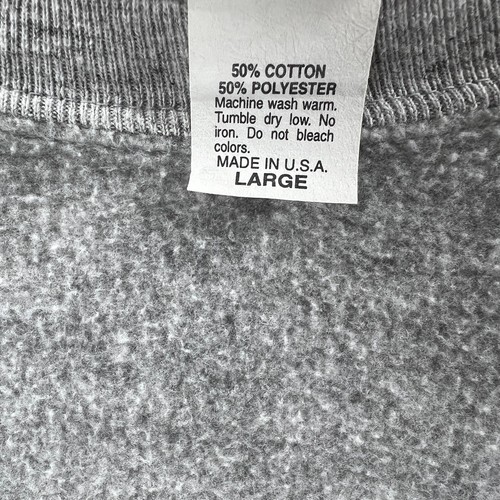 50% COTTON
50% POLYESTER
Machine wash warm.
Tumble dry low. No
iron. Do not bleach
colors.
MADE IN U.S.A.
LARGE